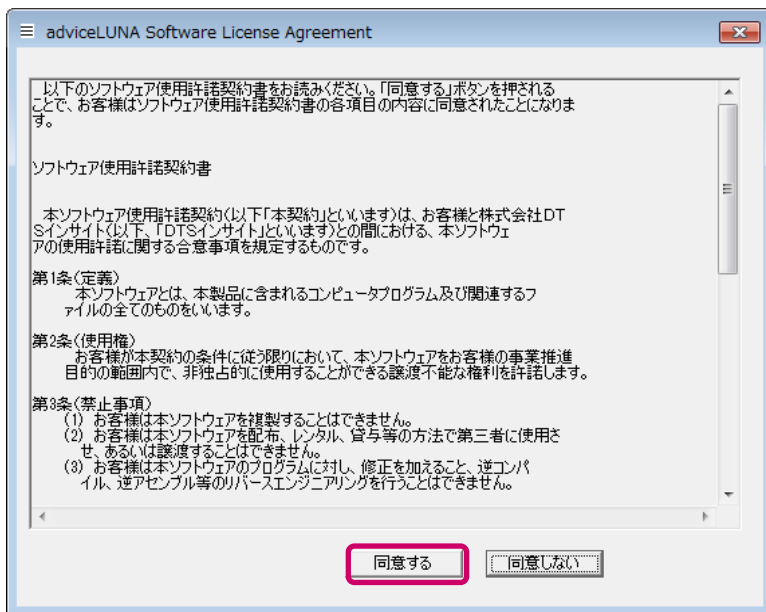 adviceLUNA Software License Agreement
以下のソフトウェア使用許諾契約書をお読みください。「同意する」ボタンを押される
ことで、お客様はソフトウェア使用許諾契約書の各項目の内容に同意されたことになりま
す。
ソフトウェア使用許諾契約書
本ソフトウェア使用許諾契約(以下「本契約」といいます)は、お客様と株式会社DT
Sインサイト(以下、「DTSインサイト」といいます)との間における、本ソフトウェ
アの使用許諾に関する合意事項を規定するものです。
第1条(定義)
本ソフトウェアとは、本製品に含まれるコンピュータプログラム及び関連するフ
ァイルの全てのものをいいます。
第2条(使用権)
お客様が本契約の条件に従う限りにおいて、本ソフトウェアをお客様の事業推進
目的の範囲内で、非独占的に使用することができる譲渡不能な権利を許諾します。
第3条(禁止事項)
(1) お客様は本ソフトウェアを複製することはできません。
(2) お客様は本ソフトウェアを配布、レンタル、貸与等の方法で第三者に使用さ
せ、あるいは譲渡することはできません。
(3) お客様は本ソフトウェアのプログラムに対し、修正を加えること、逆コンパ
イル、逆アセンブル等のリバースエンジニアリングを行うことはできません。
同意する
同意しない